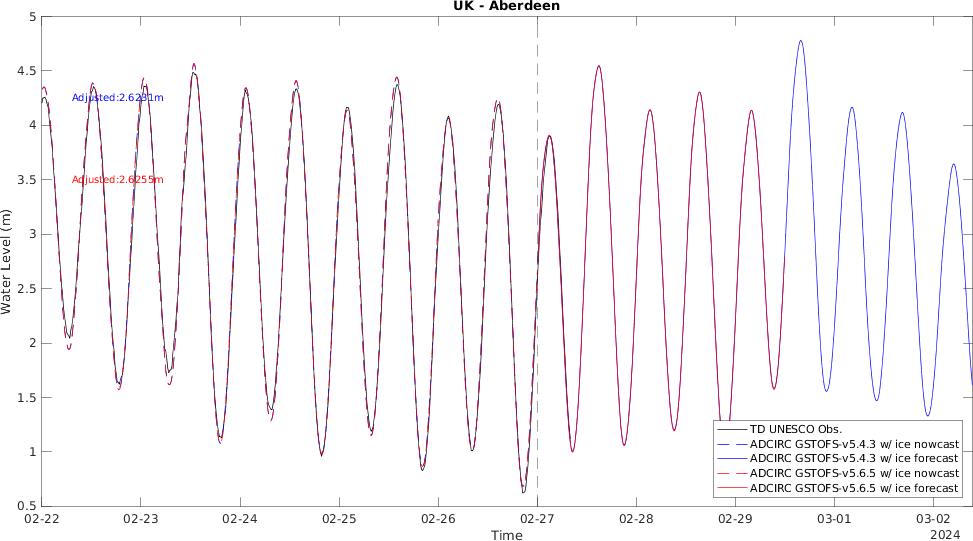 UK - Aberdeen
5
4.5
4
3.5
3
2.5
2
1.5
1
0.5
Water Level (m)
Adjusted:2.6231m
Adjusted:2.6255m
TD UNESCO Obs.
ADCIRC GSTOFS-v5.4.3 w/ ice nowcast
ADCIRC GSTOFS-v5.4.3 w/ ice forecast
ADCIRC GSTOFS-v5.6.5 w/ ice nowcast
ADCIRC GSTOFS-v5.6.5 w/ ice forecast
02-22 02-23 02-24 02-25 02-26 02-27 02-28 02-29 03-01 03-02
Time
2024